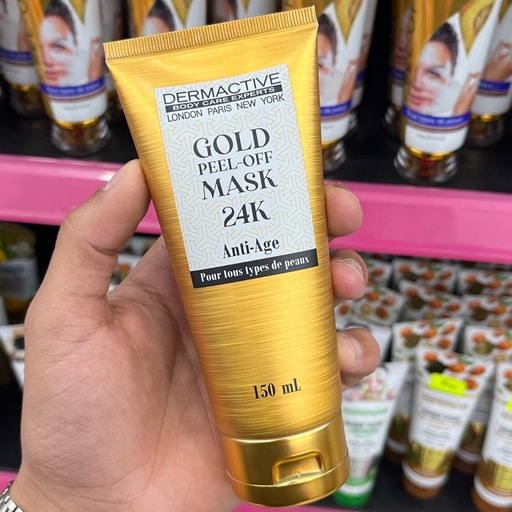 DERMACTIVE
BODY CARE EXPERTS
LONDON PARIS NEW YORK
GOLD
PEEL-OFF
MASK
24K
Anti-Age
Pour tous types de peaux
150 mL